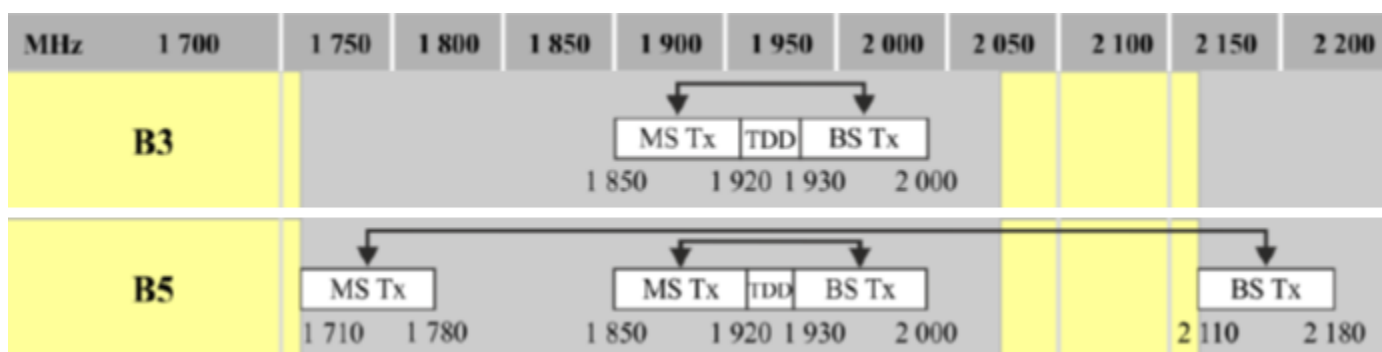 MHz 1 700 1 750 1 800 1 850 1 900 1 950 2 000 2 050 2 100 2 150 2 200
B3 MS Tx TDD BS Tx
1 850 1 920 1 930 2 000
B5 MS Tx MS Tx TDD BS Tx BS Tx
1 710 1 780 1 850 1 920 1 930 2 000 2 110 2 180